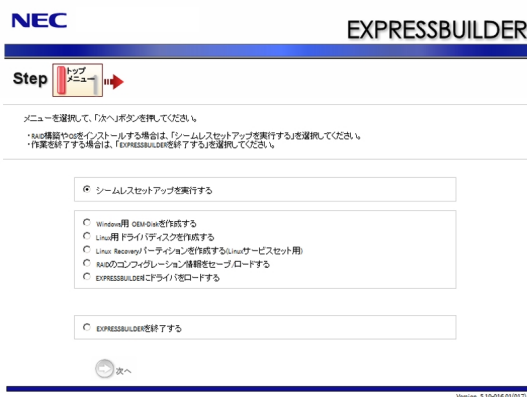 NEC
EXPRESSBUILDER
Step
トップ
メニュー
メニューを選択して、「次へ」ボタンを押してください。
・RAID構築やOSをインストールする場合は、「シームレスセットアップを実行する」を選択してください。
・作業を終了する場合は、「EXPRESSBUILDERを終了する」を選択してください。
シームレスセットアップを実行する
Windows用 OEM-Diskを作成する
Linux用 ドライバディスクを作成する
Linux Recoveryパーティションを作成する(Linuxサービスセット用)
RAIDのコンフィグレーション情報をセーブ/ロードする
EXPRESSBUILDERにドライバをロードする
EXPRESSBUILDERを終了する
次へ
Version 5.10-016.01(017)